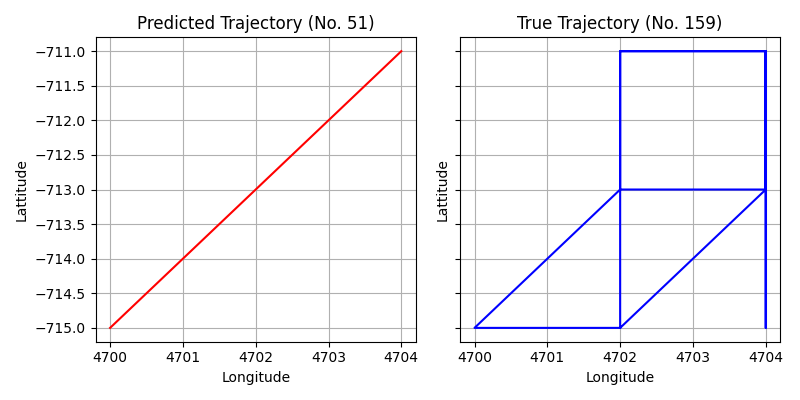 Predicted Trajectory (No. 51)
−711.0
−711.5
−712.0
−712.5
−713.0
−713.5
−714.0
−714.5
−715.0
Lattitude
4700 4701 4702 4703 4704
Longitude
True Trajectory (No. 159)
Lattitude
4700 4701 4702 4703 4704
Longitude